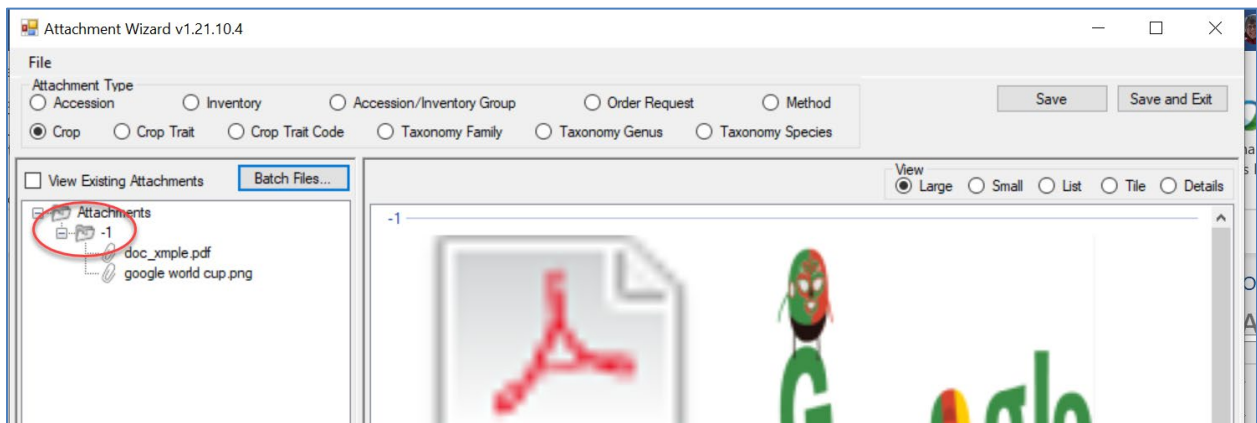 Attachment Wizard v1.21.10.4
File
Attachment Type
Accession Inventory Accession/Inventory Group Order Request Method
Crop Crop Trait Crop Trait Code Taxonomy Family Taxonomy Genus Taxonomy Species
Save Save and Exit
View Existing Attachments Batch Files...
Attachments
-1
doc_xmple.pdf
google world cup.png
View
Large Small List Tile Details
-1